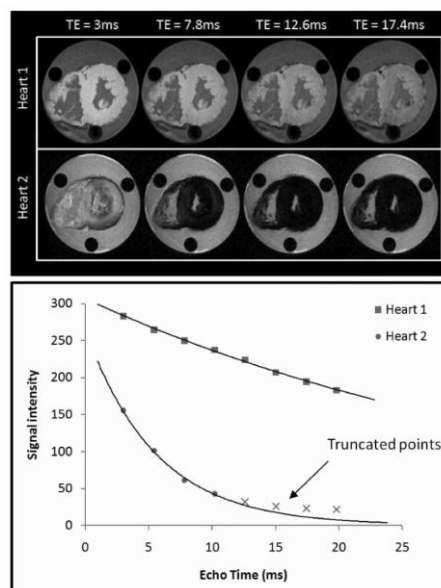 TE = 3ms TE = 7.8ms TE = 12.6ms TE = 17.4ms
Heart 1
Heart 2
300
250
200
150
100
50
0
Signal intensity
Heart 1
Heart 2
Truncated points
0 5 10 15 20 25
Echo Time (ms)